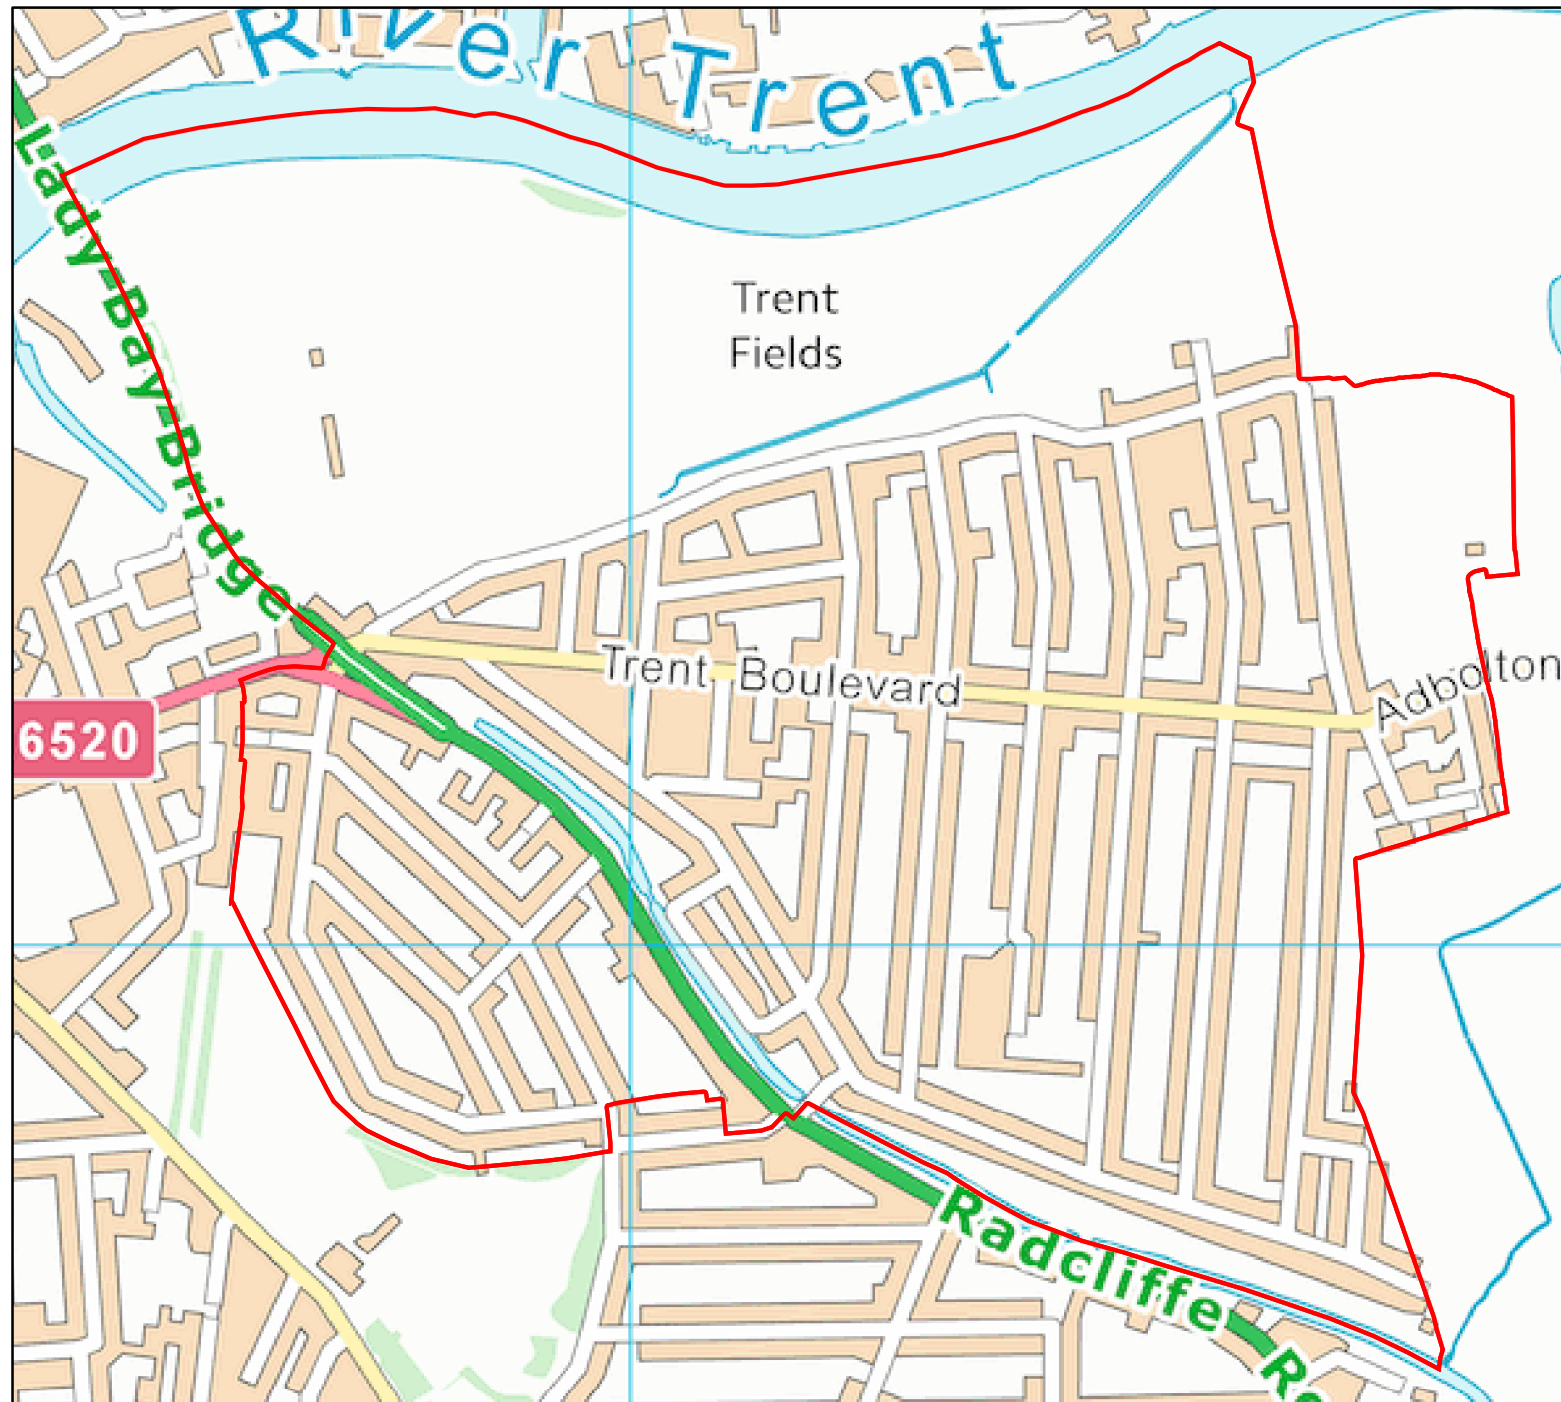 River Trent
Lady-Bay-Bridge
Trent
Fields
Trent Boulevard
Adbolton
6520
Radcliffe